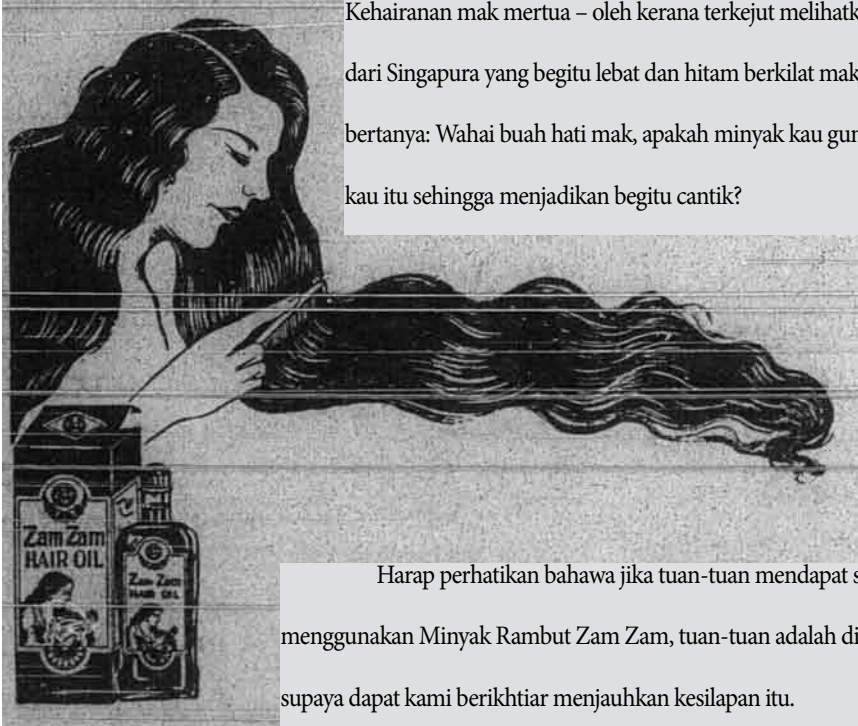 Kehairanan mak mertua – oleh kerana terkejut melihatk
dari Singapura yang begitu lebat dan hitam berkilat mak
bertanya: Wahai buah hati mak, apakah minyak kau gun
kau itu sehingga menjadikan begitu cantik?
Zam Zam
HAIR OIL
Zam Zam
HAIR OIL
Harap perhatikan bahawa jika tuan-tuan mendapat s
menggunakan Minyak Rambut Zam Zam, tuan-tuan adalah di
supaya dapat kami berikhtiar menjauhkan kesilapan itu.